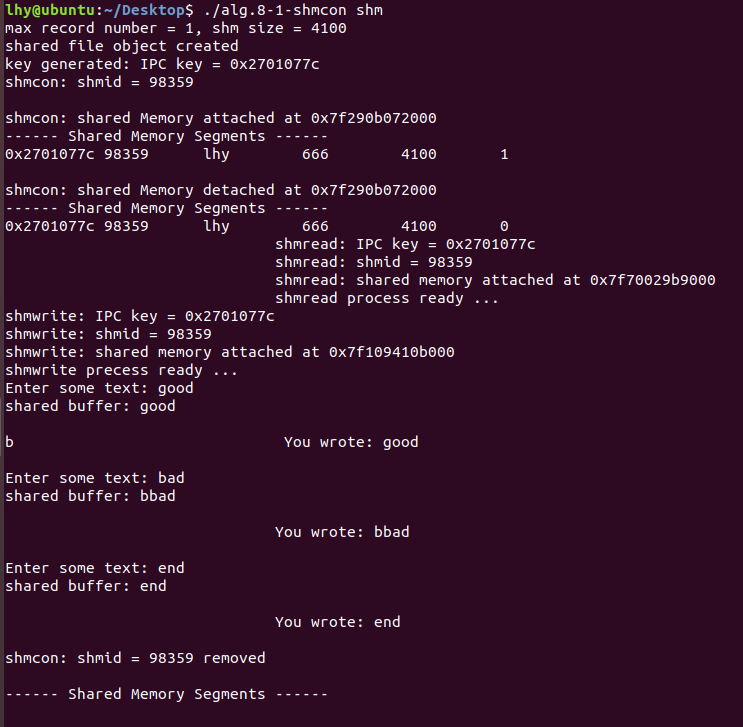 lhy@ubuntu:~/Desktop$ ./alg.8-1-shmcon shm
max record number = 1, shm size = 4100
shared file object created
key generated: IPC key = 0x2701077c
shmcon: shmid = 98359
shmcon: shared Memory attached at 0x7f290b072000
------ Shared Memory Segments ------
0x2701077c 98359      lhy        666        4100       1
shmcon: shared Memory detached at 0x7f290b072000
------ Shared Memory Segments ------
0x2701077c 98359      lhy        666        4100       0
shmread: IPC key = 0x2701077c
shmread: shmid = 98359
shmread: shared memory attached at 0x7f70029b9000
shmread process ready ...
shmwrite: IPC key = 0x2701077c
shmwrite: shmid = 98359
shmwrite: shared memory attached at 0x7f109410b000
shmwrite precess ready ...
Enter some text: good
shared buffer: good
b                              You wrote: good
Enter some text: bad
shared buffer: bbad
You wrote: bbad
Enter some text: end
shared buffer: end
You wrote: end
shmcon: shmid = 98359 removed
------ Shared Memory Segments ------